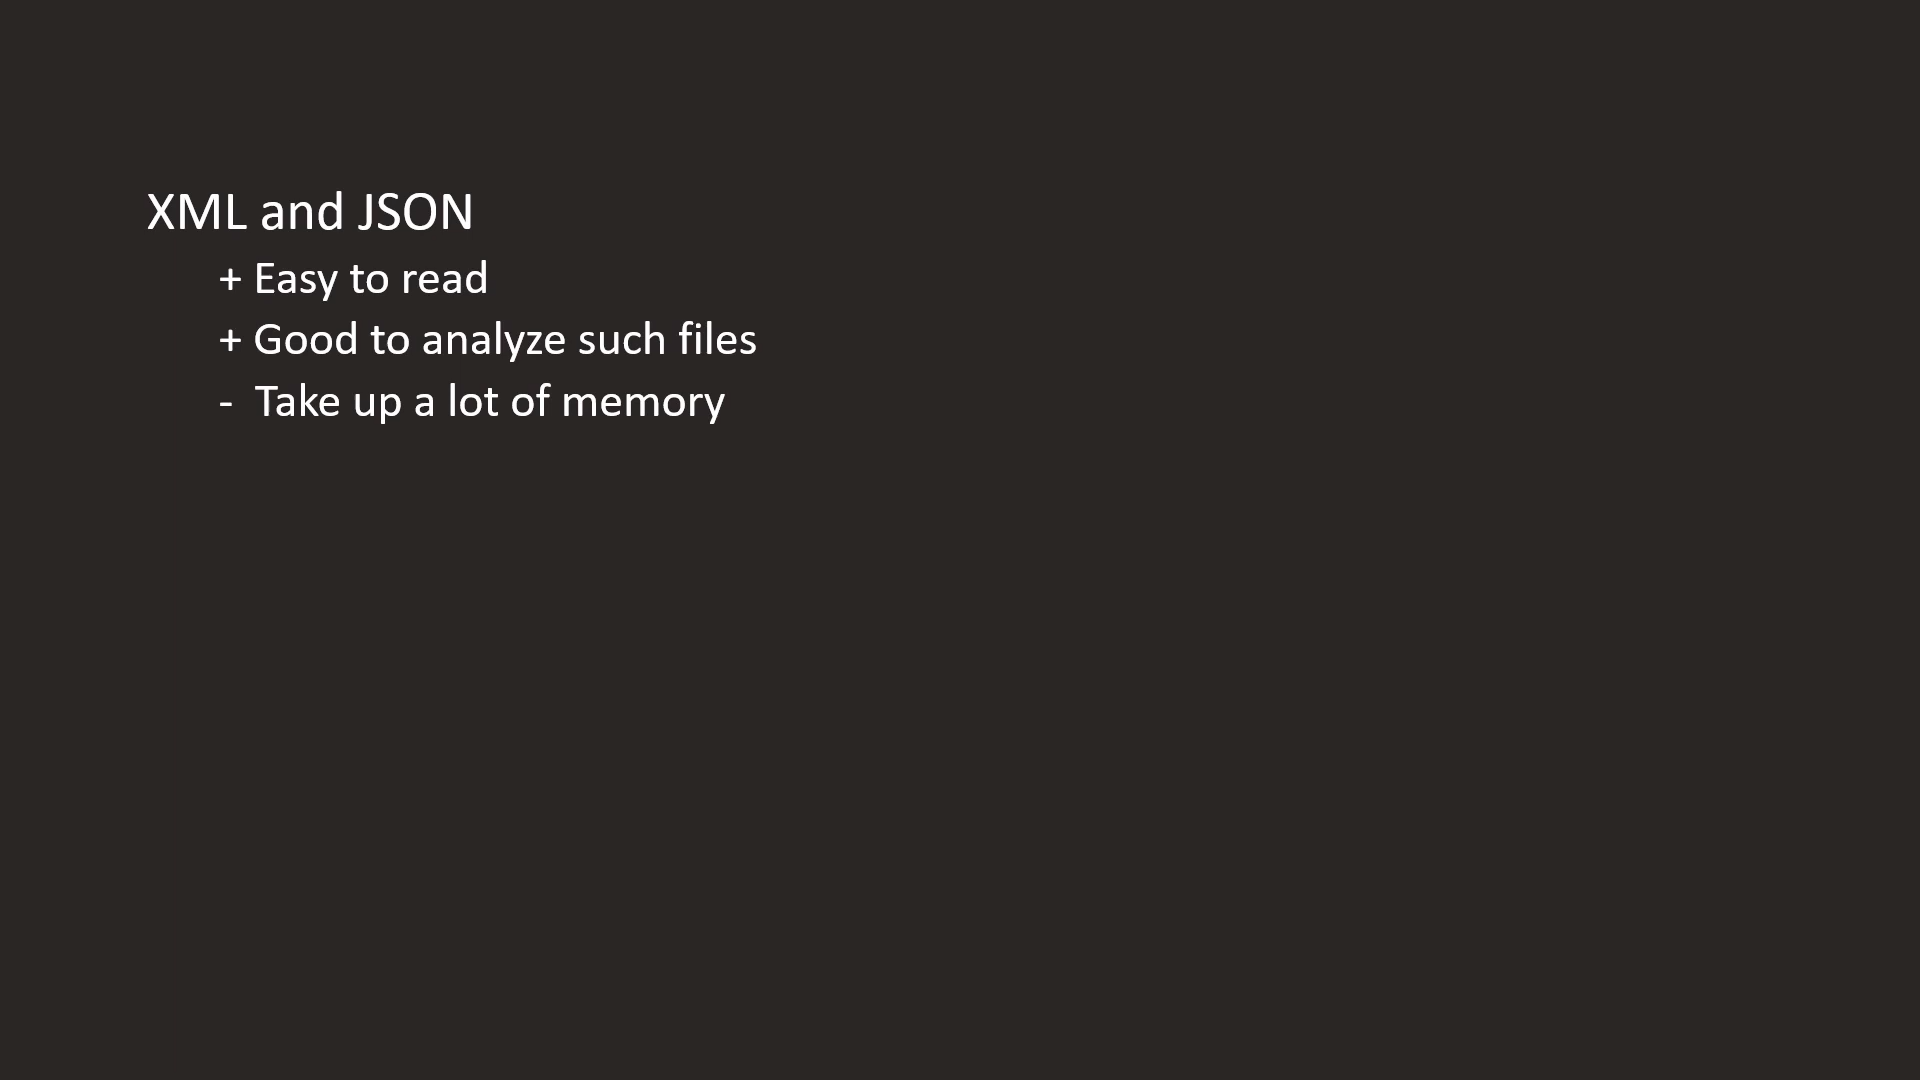 XML and JSON
+ Easy to read
+ Good to analyze such files
- Take up a lot of memory